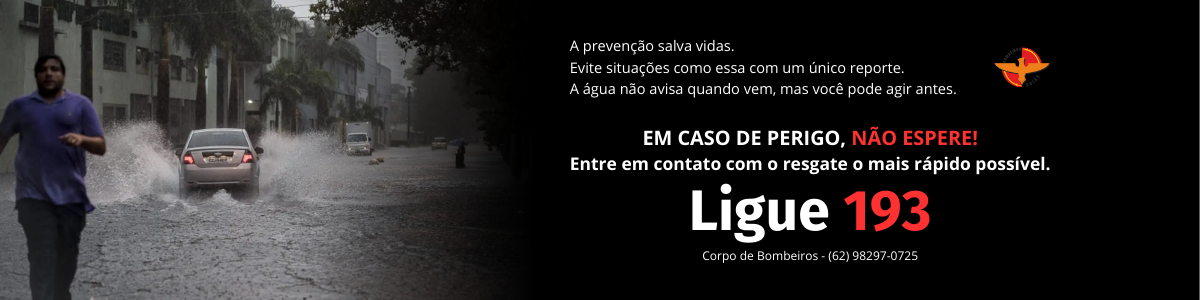 A prevenção salva vidas.
Evite situações como essa com um único reporte.
A água não avisa quando vem, mas você pode agir antes.
EM CASO DE PERIGO, NÃO ESPERE!
Entre em contato com o resgate o mais rápido possível.
Ligue 193
Corpo de Bombeiros - (62) 98297-0725